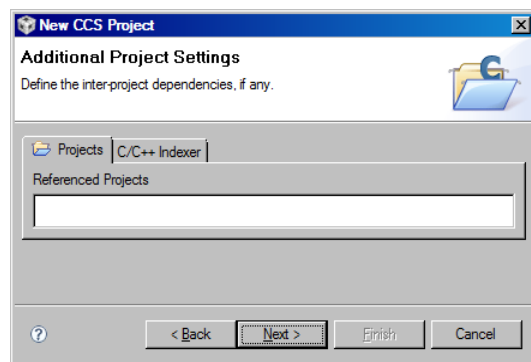 New CCS Project
Additional Project Settings
Define the inter-project dependencies, if any.
Projects
C/C++ Indexer
Referenced Projects
?
< Back
Next >
Finish
Cancel